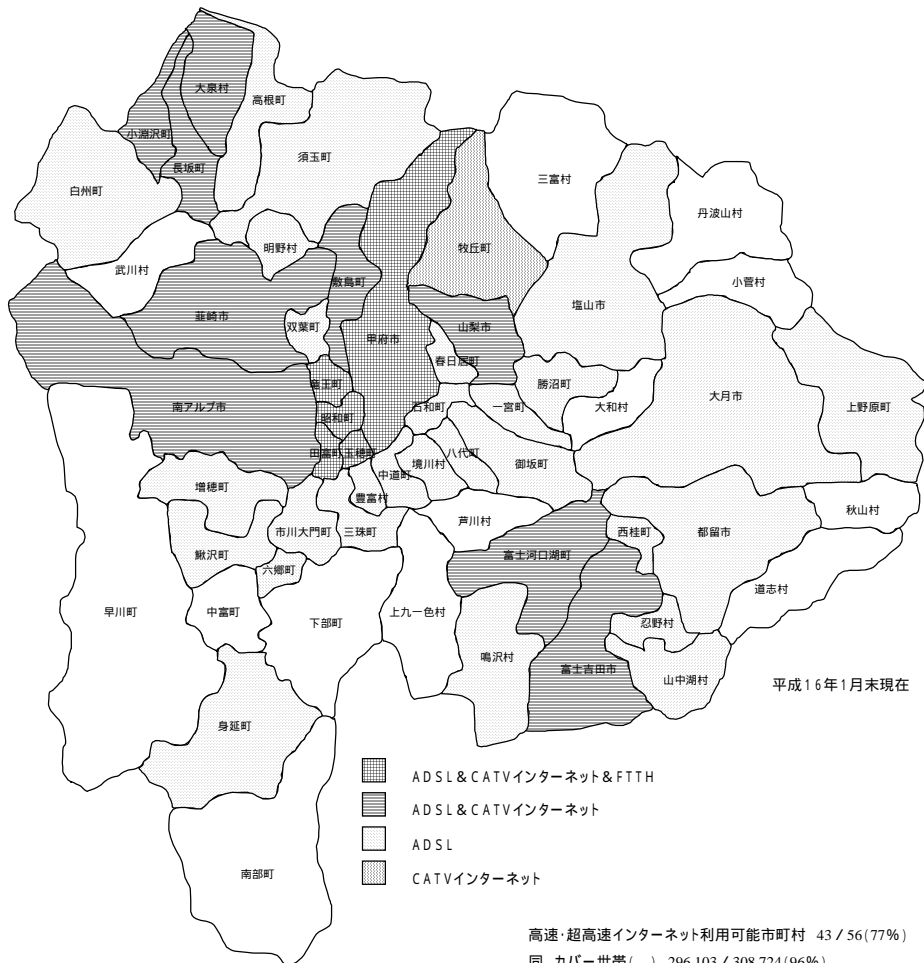 大泉村
高根町
小淵沢町
長坂町
須玉町
白州町
三富村
丹波山村
明野村
牧丘町
武川村
敷島町
小菅村
塩山市
韮崎市
双葉町
甲府市
山梨市
春日居町
勝沼町
大和村
大月市
上野原町
竜王町
南アルプ市
昭和町
石和町
一宮町
田富町
玉穂町
中道町
境川村
八代町
御坂町
増穂町
豊富村
秋山村
市川大門町
三珠町
芦川村
西桂町
都留市
鰍沢町
富士河口湖町
六郷町
道志村
早川町
中富町
下部町
上九一色村
忍野村
鳴沢村
富士吉田市
山中湖村
平成16年1月末現在
身延町
ADSL&CATVインターネット&FTTH
ADSL&CATVインターネット
ADSL
CATVインターネット
南部町
高速・超高速インターネット利用可能市町村 43/56(77%)
同 カバー世帯( ) 296,103/308,724(96%)